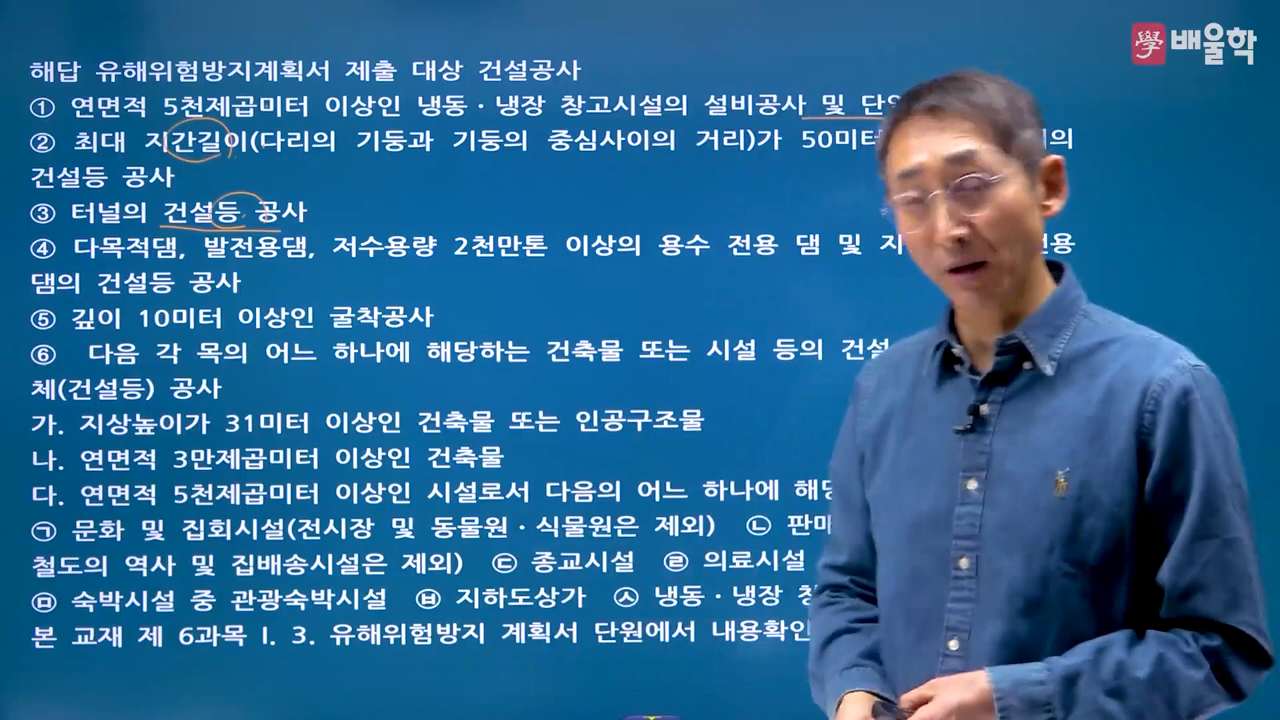 學 배울학
해답 유해위험방지계획서 제출 대상 건설공사
① 연면적 5천제곱미터 이상인 냉동·냉장 창고시설의 설비공사 및
② 최대 지간길이(다리의 기둥과 기둥의 중심사이의 거리)가
건설등 공사
③ 터널의 건설등 공사
④ 다목적댐, 발전용댐, 저수용량 2천만톤 이상의 용수 전용 댐 및
댐의 건설등 공사
⑤ 깊이 10미터 이상인 굴착공사
⑥ 다음 각 목의 어느 하나에 해당하는 건축물 또는 시설 등의
체(건설등) 공사
가. 지상높이가 31미터 이상인 건축물 또는 인공구조물
나. 연면적 3만제곱미터 이상인 건축물
다. 연면적 5천제곱미터 이상인 시설로서 다음의 어느 하나에
㉠ 문화 및 집회시설(전시장 및 동물원·식물원은 제외) ㉡
철도의 역사 및 집배송시설은 제외) ㉢ 종교시설 ㉣ 의료시설
㉤ 숙박시설 중 관광숙박시설 ㉥ 지하도상가 ㉦ 냉동·냉장
본 교재 제 6과목 I. 3. 유해위험방지 계획서 단원에서 내용확인